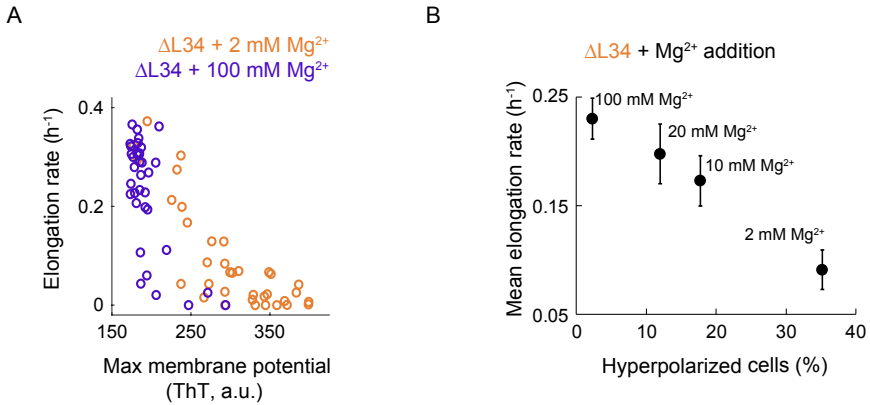 A
ΔL34 + 2 mM Mg²⁺
ΔL34 + 100 mM Mg²⁺
Elongation rate (h⁻¹)
0.4
0.2
0
150
250
350
Max membrane potential
(ThT, a.u.)
B
ΔL34 + Mg²⁺ addition
Mean elongation rate (h⁻¹)
0.25
0.15
0.05
100 mM Mg²⁺
20 mM Mg²⁺
10 mM Mg²⁺
2 mM Mg²⁺
0
10
20
30
40
Hyperpolarized cells (%)